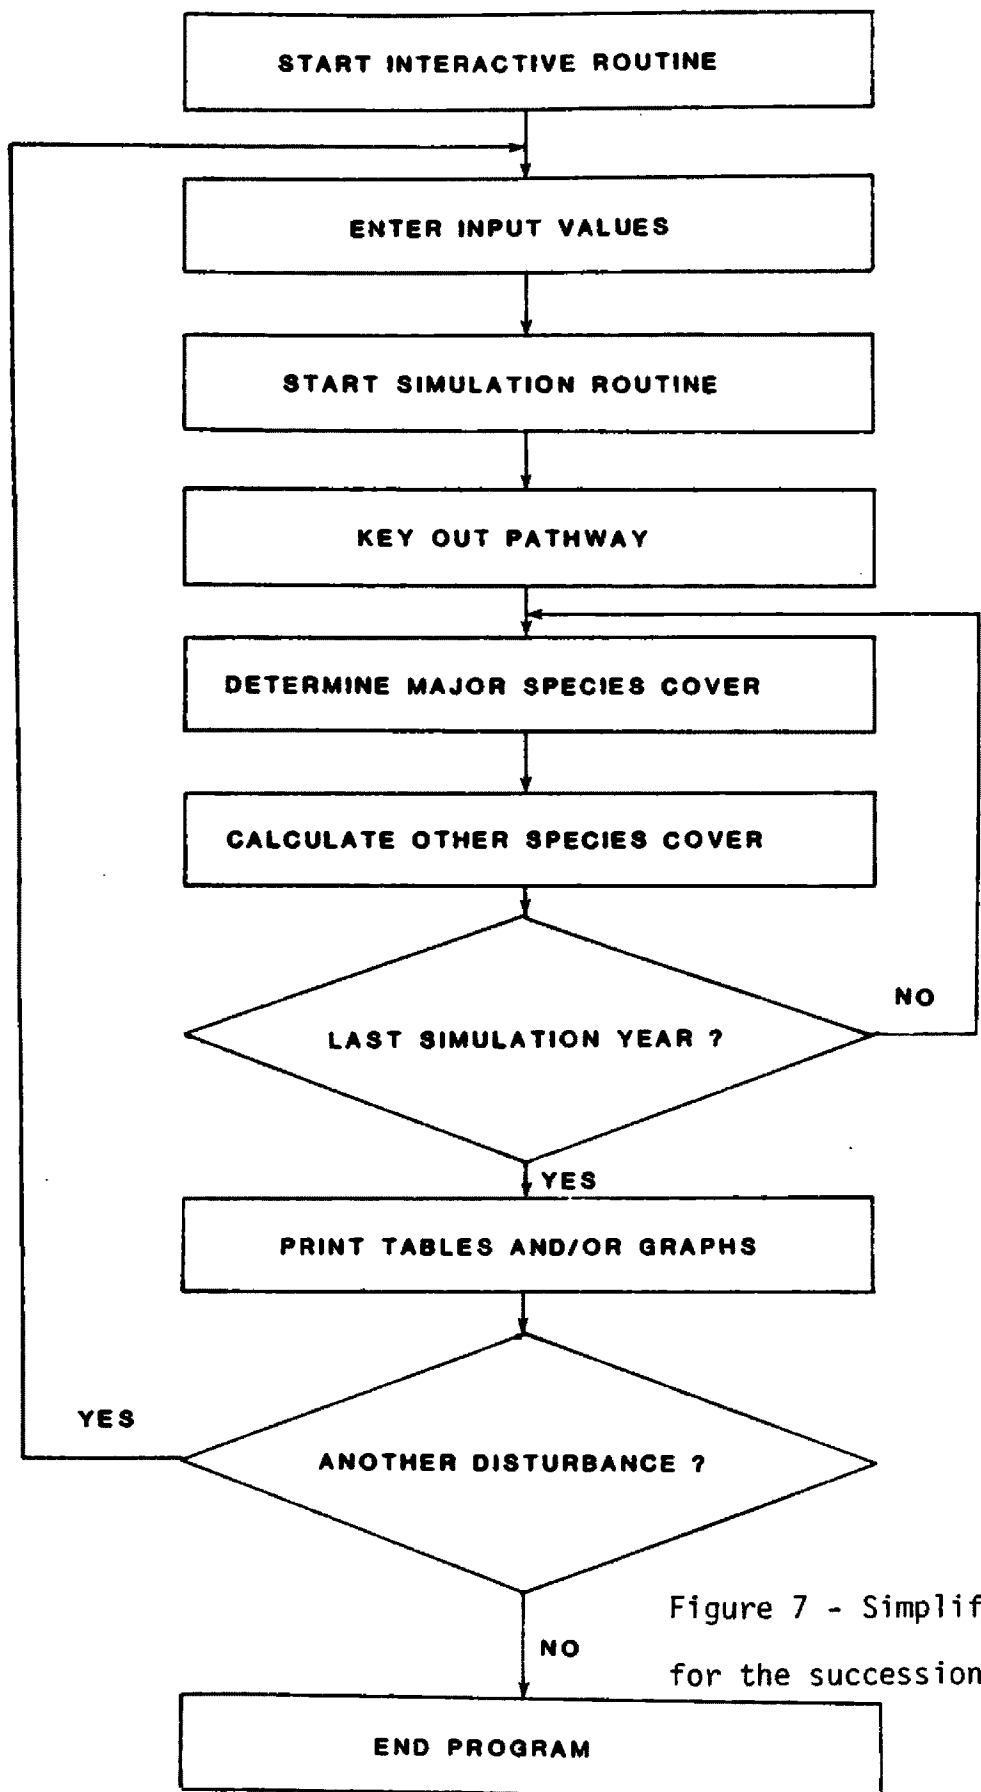 START INTERACTIVE ROUTINE
ENTER INPUT VALUES
START SIMULATION ROUTINE
KEY OUT PATHWAY
DETERMINE MAJOR SPECIES COVER
CALCULATE OTHER SPECIES COVER
NO
LAST SIMULATION YEAR ?
YES
PRINT TABLES AND/OR GRAPHS
YES
ANOTHER DISTURBANCE ?
NO
Figure 7 - Simplif
for the succession
END PROGRAM